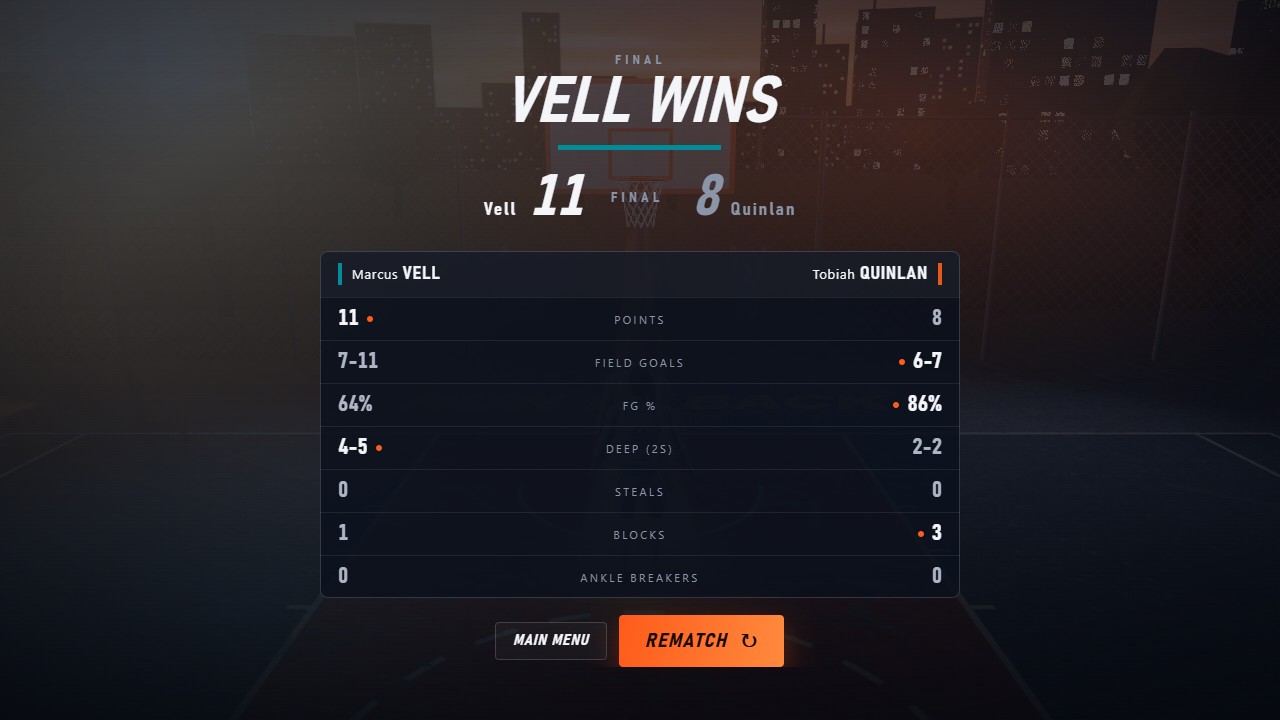 FINAL
VELL WINS
Vell 11 FINAL 8 Quinlan
Marcus VELL Tobiah QUINLAN
11 POINTS 8
7-11 FIELD GOALS 6-7
64% FG % 86%
4-5 DEEP (2S) 2-2
0 STEALS 0
1 BLOCKS 3
0 ANKLE BREAKERS 0
MAIN MENU REMATCH ↻